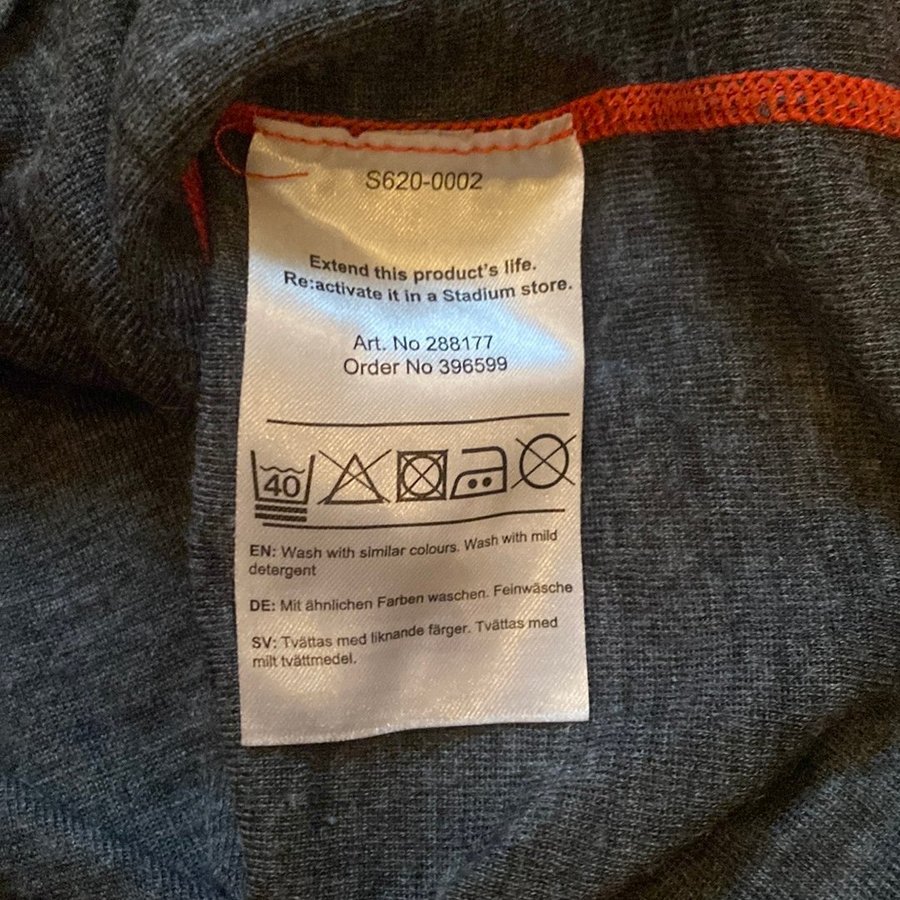 S620-0002
Extend this product's life.
Re:activate it in a Stadium store.
Art. No 288177
Order No 396599
40
EN: Wash with similar colours. Wash with mild
detergent
DE: Mit ähnlichen Farben waschen. Feinwäsche
SV: Tvättas med liknande färger. Tvättas med
milt tvättmedel.